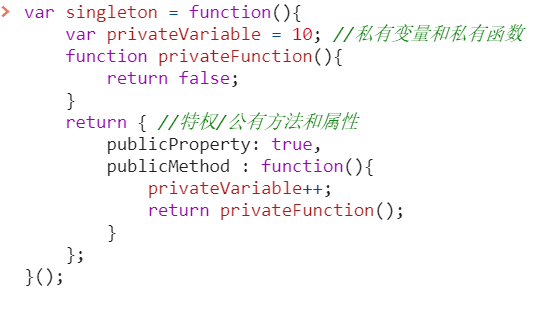 > var singleton = function(){
    var privateVariable = 10; //私有变量和私有函数
    function privateFunction(){
        return false;
    }
    return { //特权/公有方法和属性
        publicProperty: true,
        publicMethod : function(){
            privateVariable++;
            return privateFunction();
        }
    };
}();